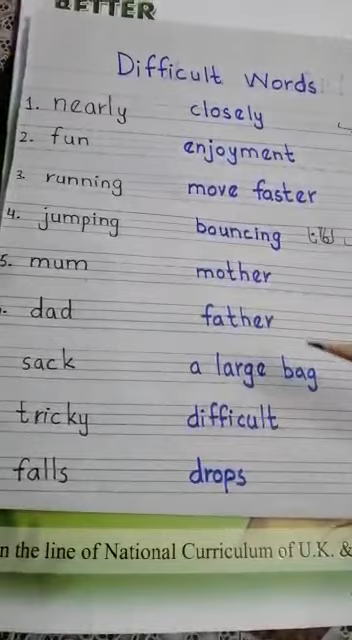 BETTER
Difficult Words
1. nearly closely
2. fun enjoyment
3. running move faster
4. jumping bouncing
5. mum mother
dad father
sack a large bag
tricky difficult
falls drops
n the line of National Curriculum of U.K. &